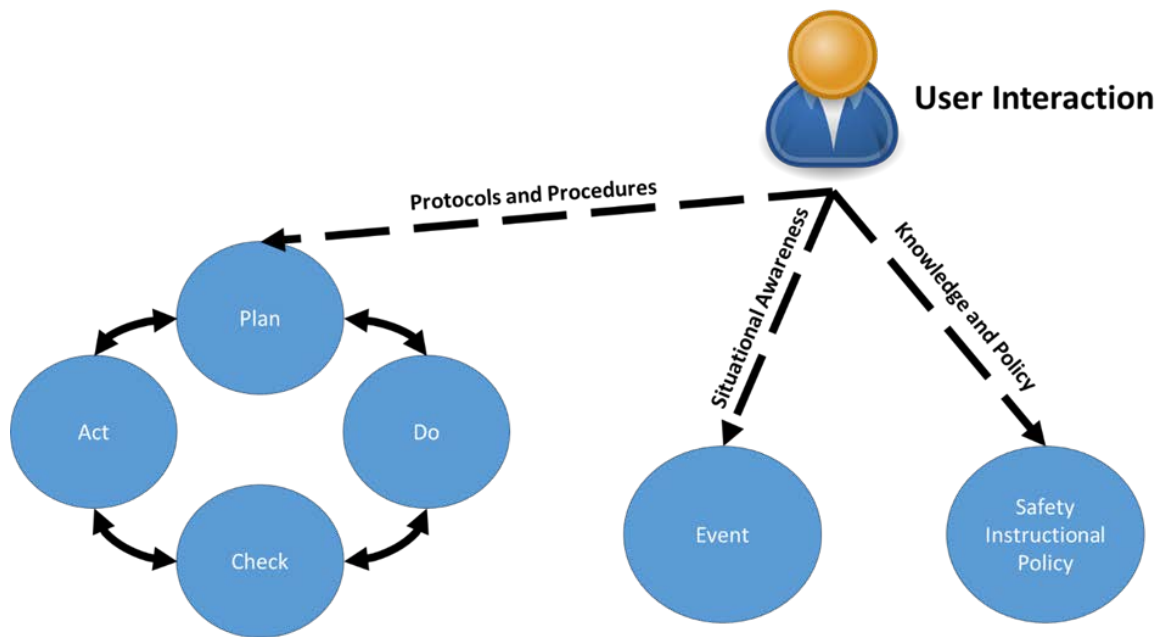 User Interaction
Protocols and Procedures
Situational Awareness
Knowledge and Policy
Plan
Act
Do
Check
Event
Safety
Instructional
Policy